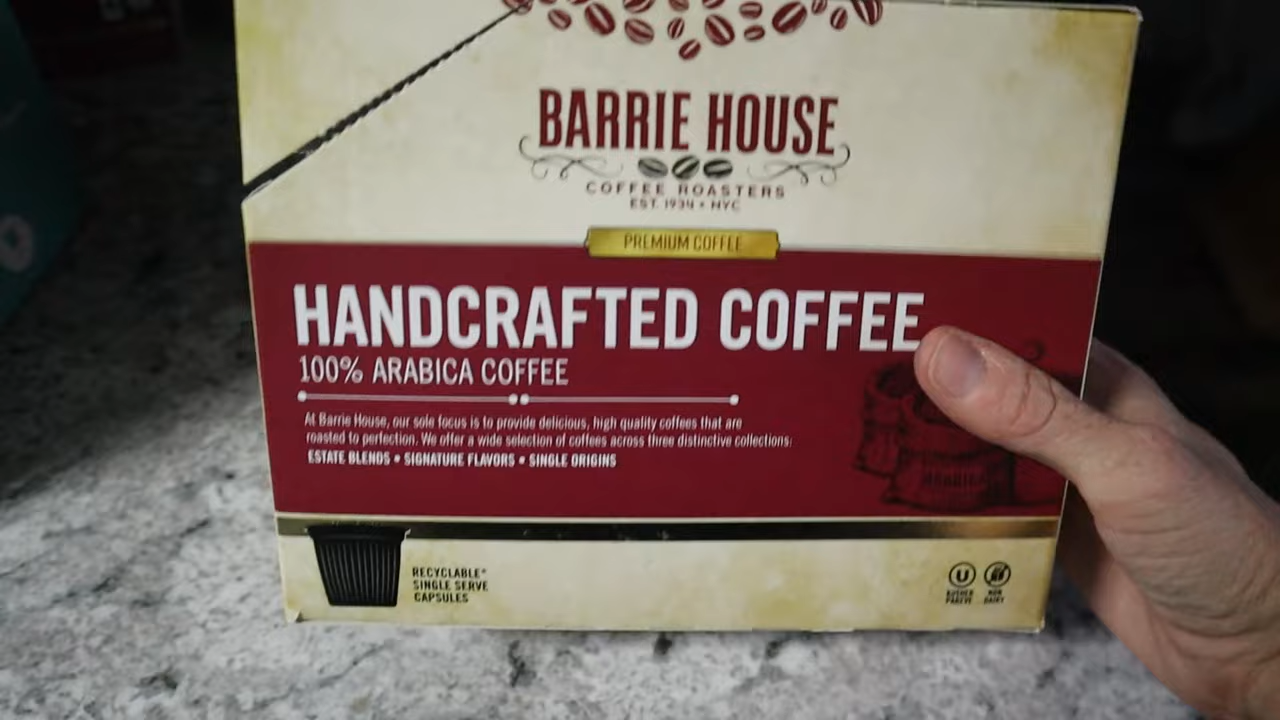 BARRIE HOUSE
COFFEE ROASTERS
EST. 1934 • NYC
PREMIUM COFFEE
HANDCRAFTED COFFEE
100% ARABICA COFFEE
At Barrie House, our sole focus is to provide delicious, high quality coffees that are
roasted to perfection. We offer a wide selection of coffees across three distinctive collections:
ESTATE BLENDS • SIGNATURE FLAVORS • SINGLE ORIGINS
ARABICA
RECYCLABLE*
SINGLE SERVE
CAPSULES
U
KOSHER
PAREVE
NON
DAIRY